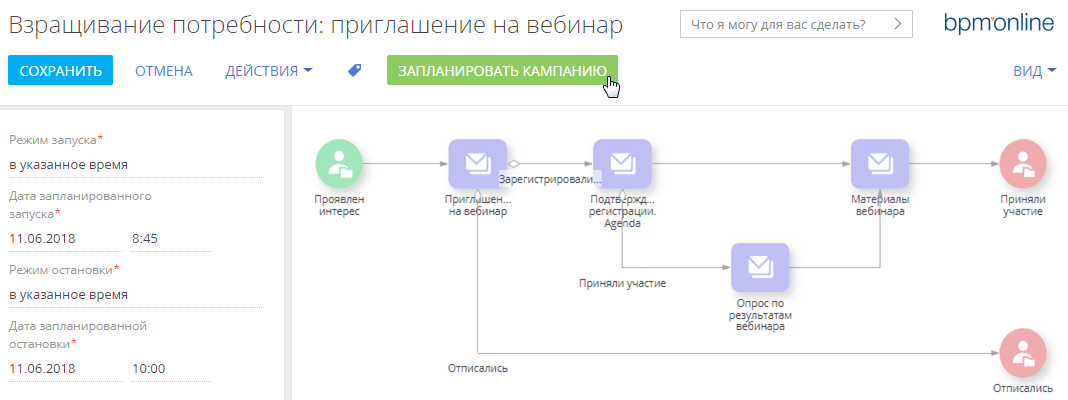 Взращивание потребности: приглашение на вебинар
Что я могу для вас сделать?
bpmonline
СОХРАНИТЬ
ОТМЕНА
ДЕЙСТВИЯ
ЗАПЛАНИРОВАТЬ КАМПАНИЮ
ВИД
Режим запуска*
в указанное время
Дата запланированного
запуска*
11.06.2018 8:45
Режим остановки*
в указанное время
Дата запланированной
остановки*
11.06.2018 10:00
Проявлен
интерес
Приглашен...
на вебинар
Зарегистрировали...
Подтвержд...
регистрации.
Agenda
Материалы
вебинара
Приняли
участие
Приняли участие
Опрос по
результатам
вебинара
Отписались
Отписались